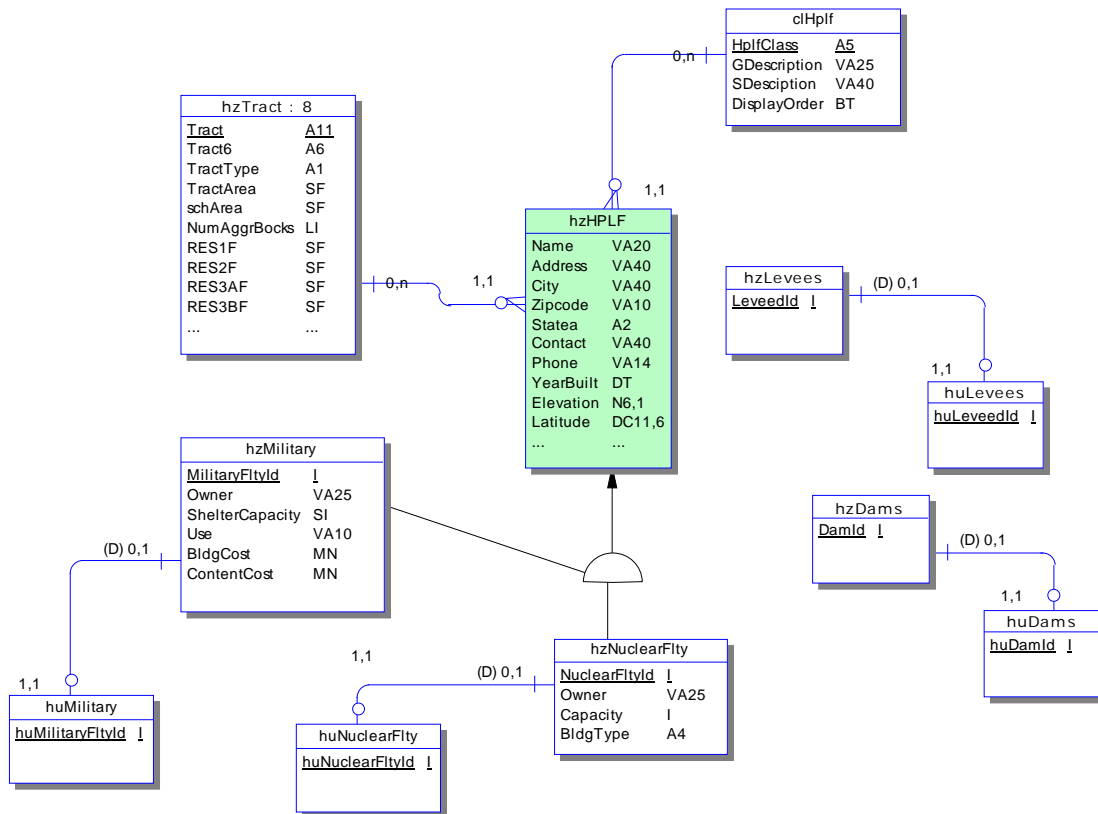 clHplf
HplfClass A5
GDescription VA25
SDesciption VA40
DisplayOrder BT
0,n
1,1
hzTract : 8
Tract A11
Tract6 A6
TractType A1
TractArea SF
schArea SF
NumAggrBocks LI
RES1F SF
RES2F SF
RES3AF SF
RES3BF SF
... ...
0,n
1,1
hzHPLF
Name VA20
Address VA40
City VA40
Zipcode VA10
Statea A2
Contact VA40
Phone VA14
YearBuilt DT
Elevation N6,1
Latitude DC11,6
... ...
hzLevees
LeveedId I
(D) 0,1
1,1
huLevees
huLeveedId I
hzMilitary
MilitaryFltyId I
Owner VA25
ShelterCapacity SI
Use VA10
BldgCost MN
ContentCost MN
(D) 0,1
1,1
huMilitary
huMilitaryFltyId I
hzDams
DamId I
(D) 0,1
1,1
huDams
huDamId I
hzNuclearFlty
NuclearFltyId I
Owner VA25
Capacity I
BldgType A4
(D) 0,1
1,1
huNuclearFlty
huNuclearFltyId I